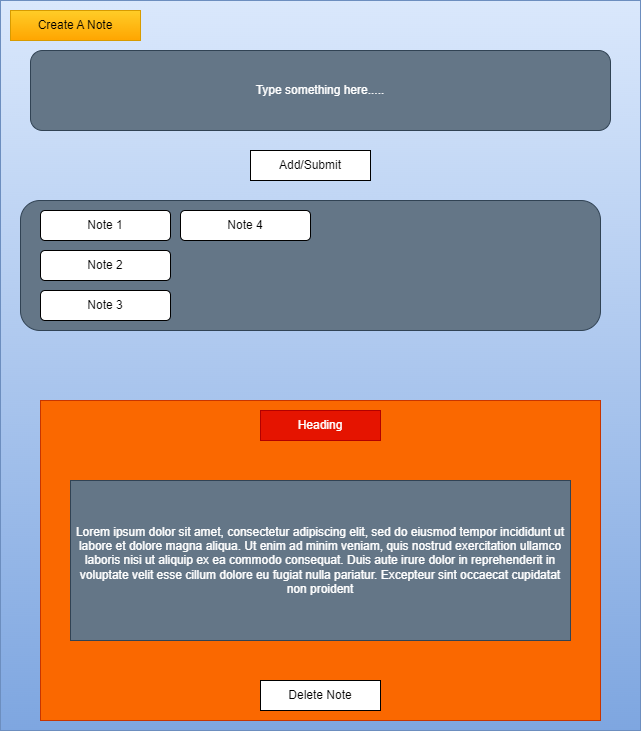 Create A Note
Type something here.....
Add/Submit
Note 1
Note 4
Note 2
Note 3
Heading
Lorem ipsum dolor sit amet, consectetur adipiscing elit, sed do eiusmod tempor incididunt ut
labore et dolore magna aliqua. Ut enim ad minim veniam, quis nostrud exercitation ullamco
laboris nisi ut aliquip ex ea commodo consequat. Duis aute irure dolor in reprehenderit in
voluptate velit esse cillum dolore eu fugiat nulla pariatur. Excepteur sint occaecat cupidatat
non proident
Delete Note